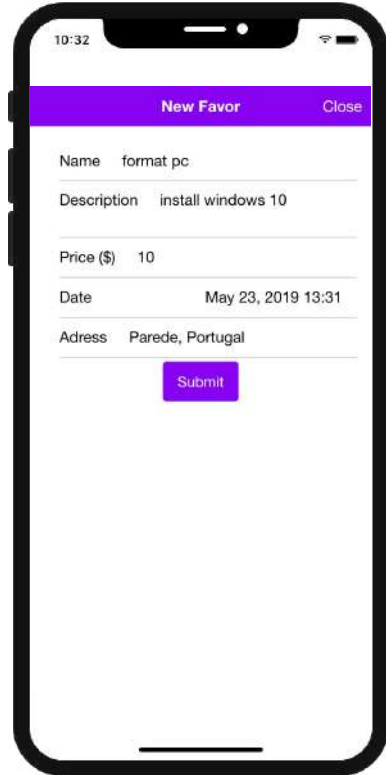 10:32
New Favor Close
Name format pc
Description install windows 10
Price ($) 10
Date May 23, 2019 13:31
Adress Parede, Portugal
Submit